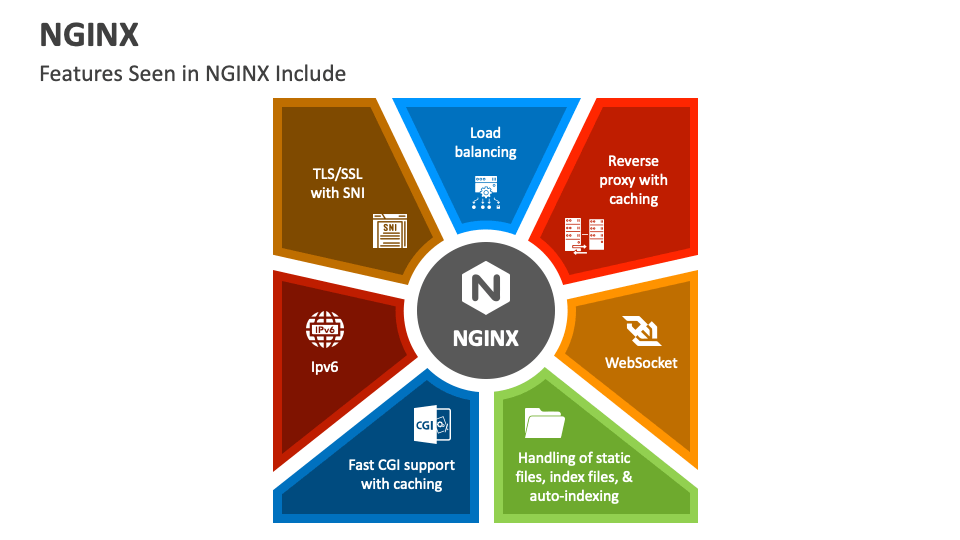 NGINX
Features Seen in NGINX Include
Load
balancing
Reverse
proxy with
caching
WebSocket
Handling of static
files, index files, &
auto-indexing
CGI
Fast CGI support
with caching
IPv6
Ipv6
TLS/SSL
with SNI
SNI
N
NGINX